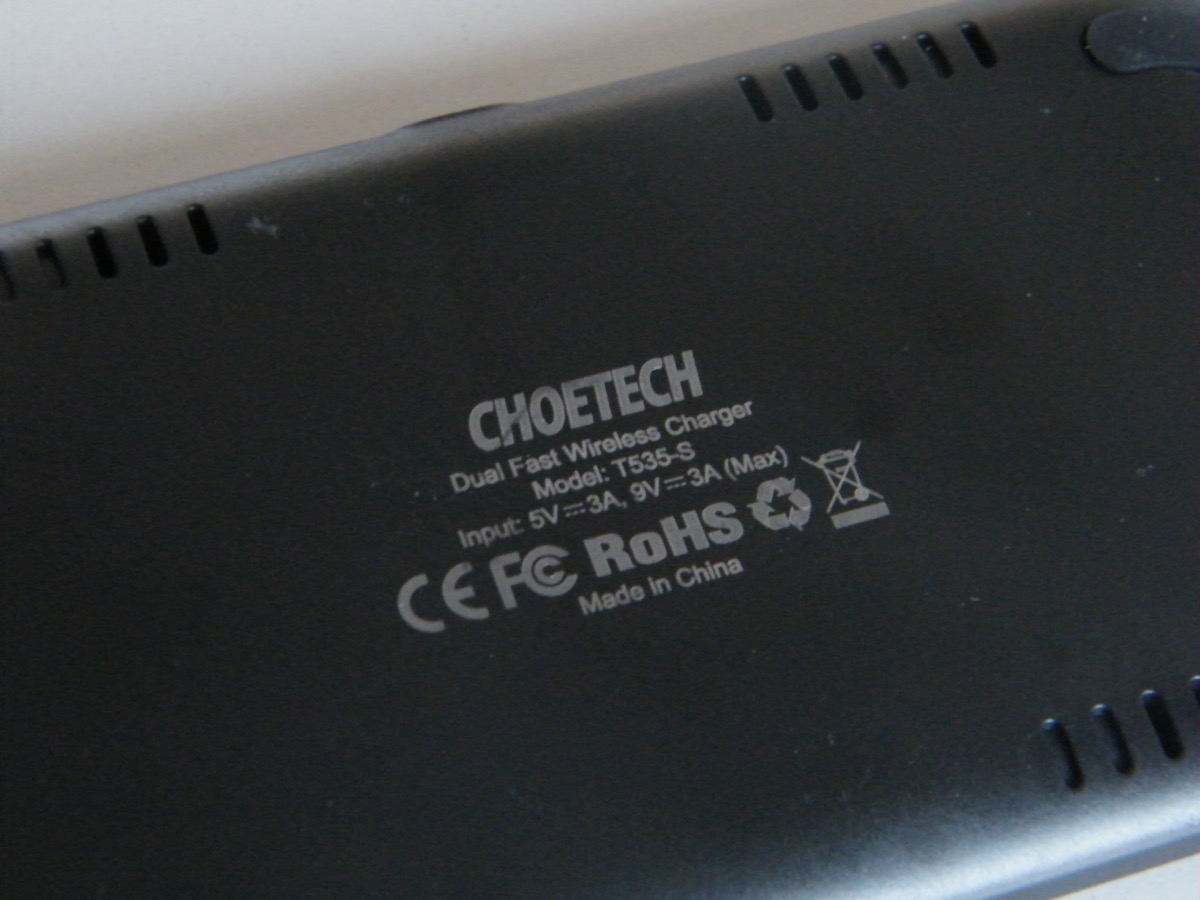 CHOETECH
Dual Fast Wireless Charger
Model: T535-S
Input: 5V⎓3A, 9V⎓3A (Max)
CE FC RoHS
Made in China